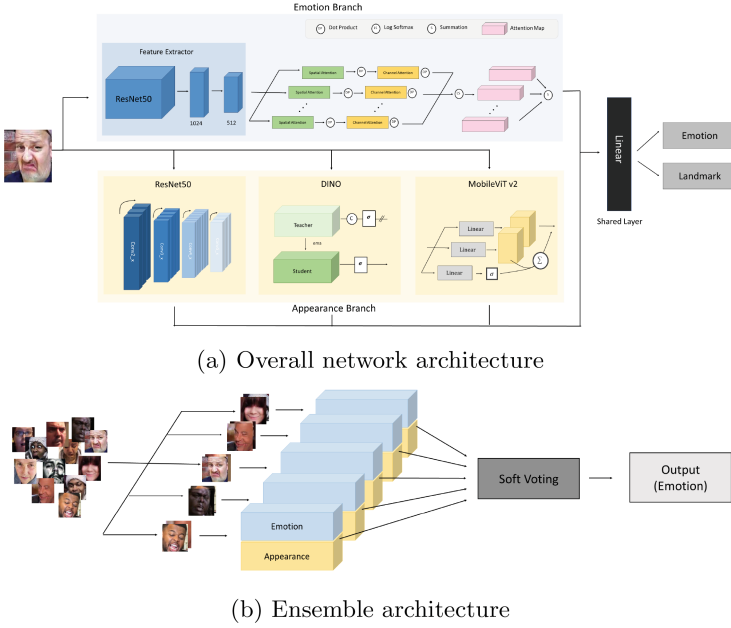 Emotion Branch
Dot Product
Log Softmax
Summation
Attention Map
Feature Extractor
ResNet50
1024
512
Spatial Attention
Channel Attention
Spatial Attention
Channel Attention
Spatial Attention
Channel Attention
Linear
Shared Layer
Emotion
Landmark
ResNet50
Conv2_x
DINO
Teacher
C
σ
ema
Student
σ
MobileViT v2
Linear
Linear
Linear
σ
Σ
Appearance Branch
(a) Overall network architecture
Emotion
Appearance
Soft Voting
Output
(Emotion)
(b) Ensemble architecture